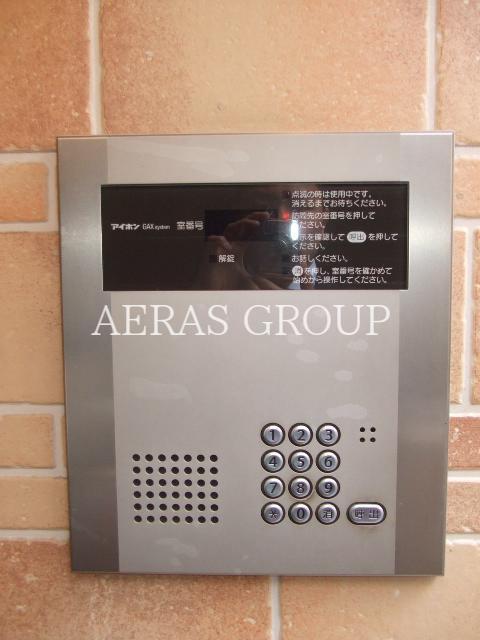 点滅の時は使用中です。
消えるまでお待ちください。
アイホン GAX system 室番号
訪問先の室番号を押して
ください。
表示を確認して 呼出 を押して
ください。
解錠
お話しください。
消 を押し、室番号を確かめて
始めから操作してください。
AERAS GROUP
1 2 3
4 5 6
7 8 9
* 0 消 呼出